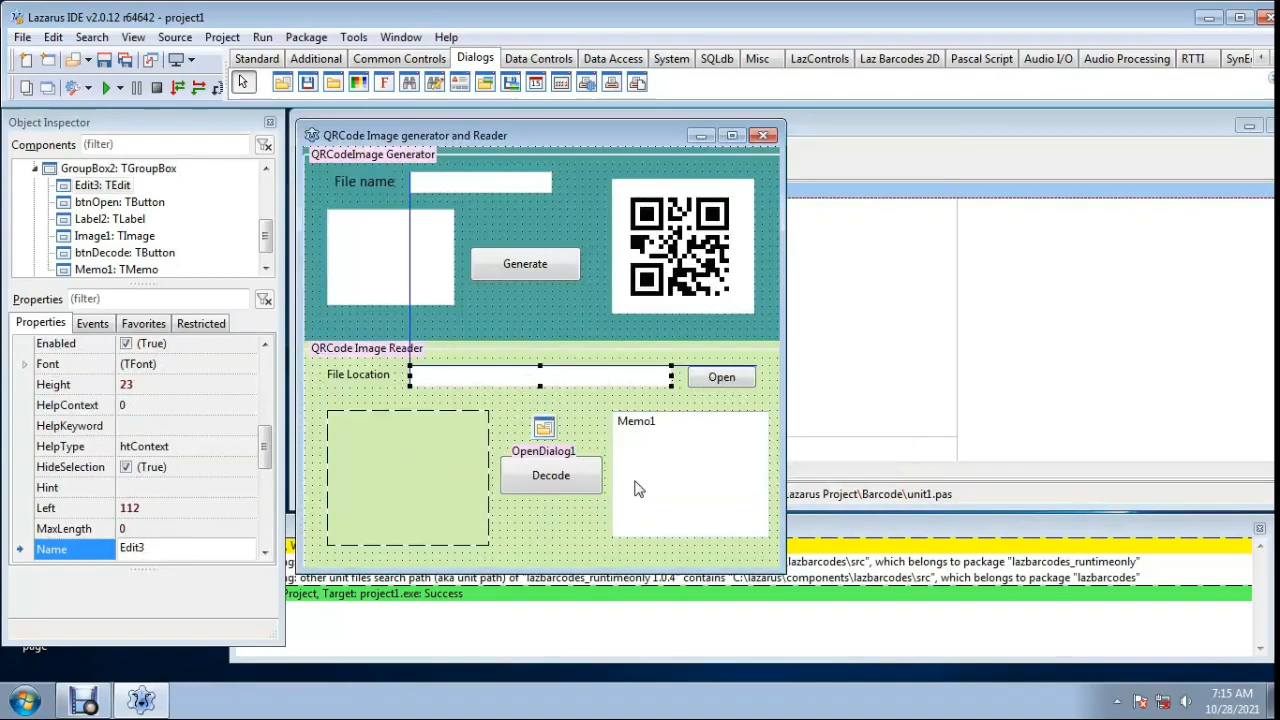 Lazarus IDE v2.0.12 r64642 - project1
File Edit Search View Source Project Run Package Tools Window Help
Standard Additional Common Controls Dialogs Data Controls Data Access System SQLdb Misc LazControls Laz Barcodes 2D Pascal Script Audio I/O Audio Processing RTTI SynE
Object Inspector
Components (filter)
GroupBox2: TGroupBox
Edit3: TEdit
btnOpen: TButton
Label2: TLabel
Image1: TImage
btnDecode: TButton
Memo1: TMemo
Properties (filter)
Properties Events Favorites Restricted
Enabled (True)
Font (TFont)
Height 23
HelpContext 0
HelpKeyword
HelpType htContext
HideSelection (True)
Hint
Left 112
MaxLength 0
Name Edit3
QRCode Image generator and Reader
QRCodeImage Generator
File name
Generate
QRCode Image Reader
File Location
Open
OpenDialog1
Decode
Memo1
Lazarus Project\Barcode\unit1.pas
src", which belongs to package "lazbarcodes_runtimeonly"
ng: other unit files search path (aka unit path) of "lazbarcodes_runtimeonly 1.0.4" contains "C:\lazarus\components\lazbarcodes\src", which belongs to package "lazbarcodes"
Project, Target: project1.exe: Success
page
7:15 AM
10/28/2021